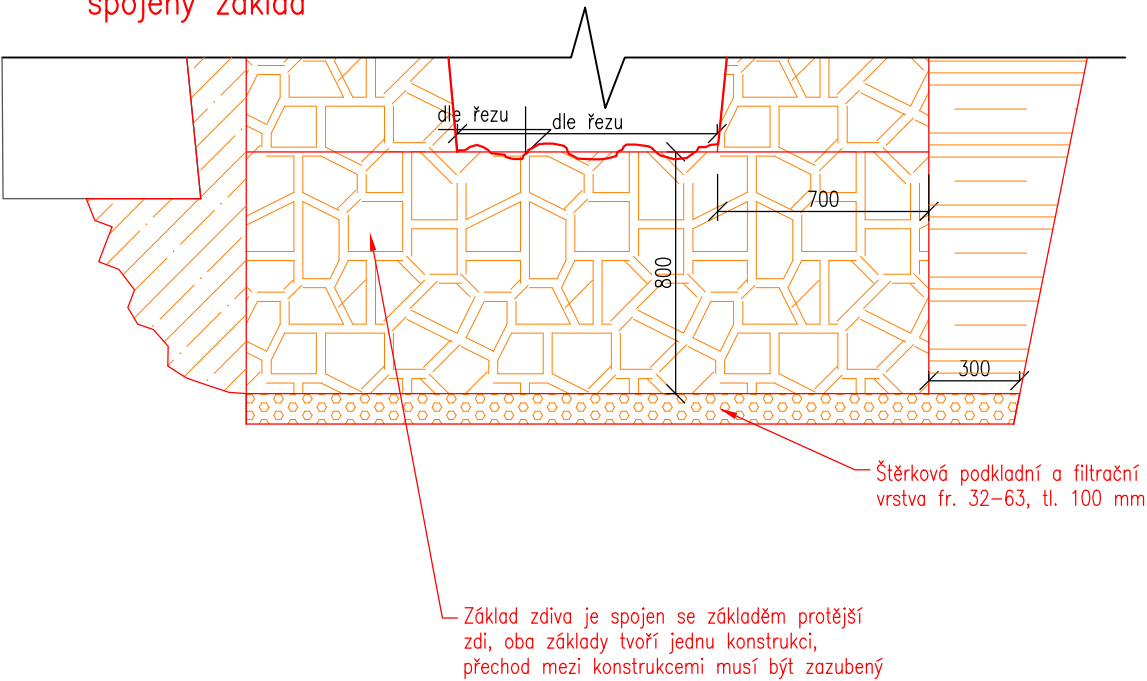 spojený základ
dle řezu
dle řezu
700
800
300
Štěrková podkladní a filtrační
vrstva fr. 32-63, tl. 100 mm
Základ zdiva je spojen se základěm protější
zdi, oba základy tvoří jednu konstrukci,
přechod mezi konstrukcemi musí být zazubený